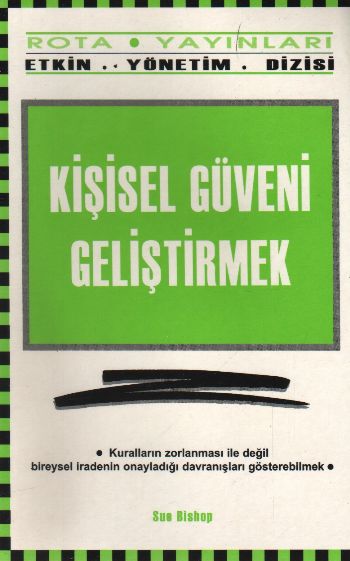 ROTA • YAYINLARI
ETKİN . . YÖNETİM . DİZİSİ
KİŞİSEL GÜVENİ
GELİŞTİRMEK
• Kuralların zorlanması ile değil
bireysel iradenin onayladığı davranışları gösterebilmek •
Sue Bishop